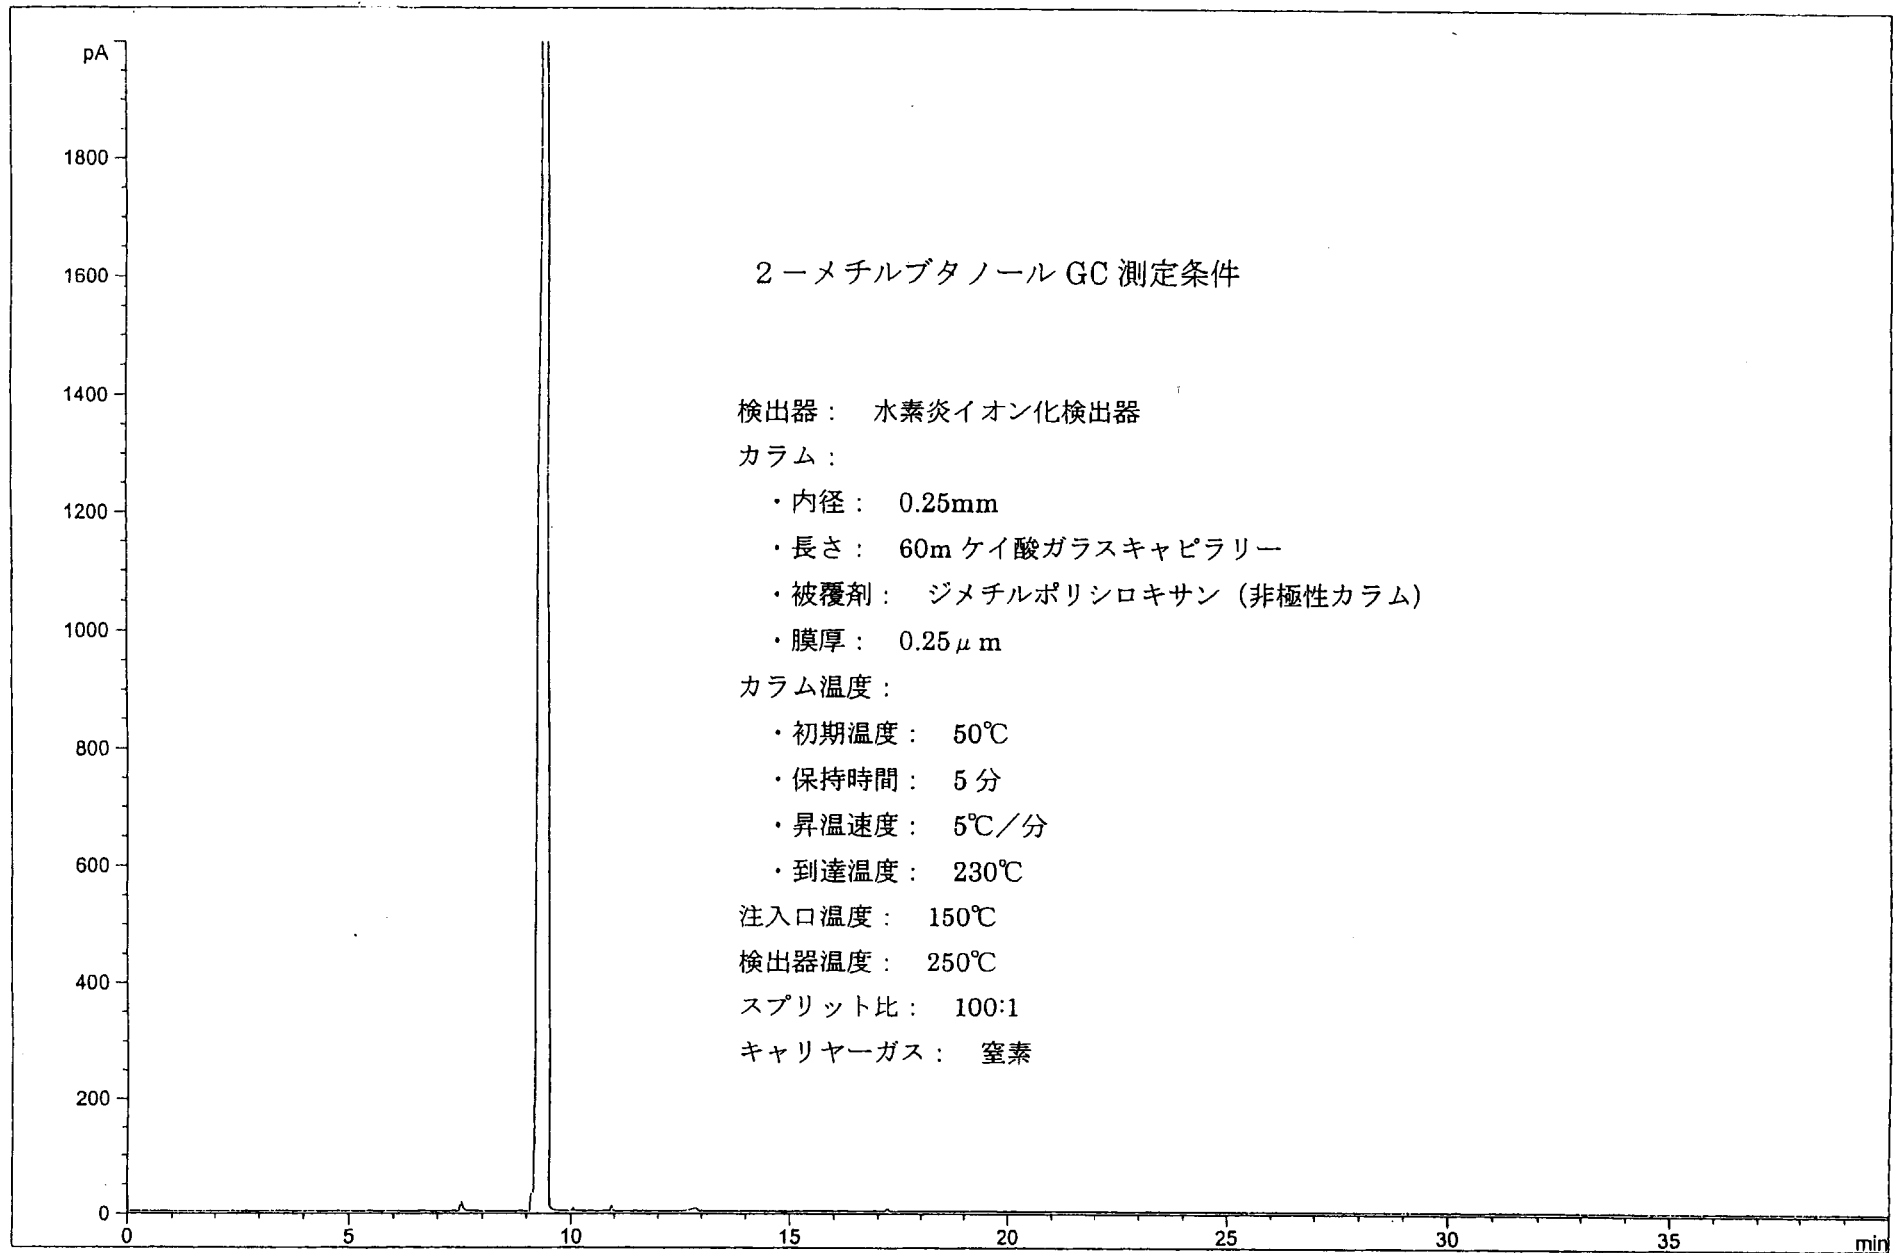 pA
1800
1600
1400
1200
1000
800
600
400
200
0
2－メチルブタノール GC 測定条件
検出器： 水素炎イオン化検出器
カラム：
・内径： 0.25mm
・長さ： 60m ケイ酸ガラスキャピラリー
・被覆剤： ジメチルポリシロキサン（非極性カラム）
・膜厚： 0.25μm
カラム温度：
・初期温度： 50℃
・保持時間： 5分
・昇温速度： 5℃／分
・到達温度： 230℃
注入口温度： 150℃
検出器温度： 250℃
スプリット比： 100:1
キャリヤーガス： 窒素
0 5 10 15 20 25 30 35 min